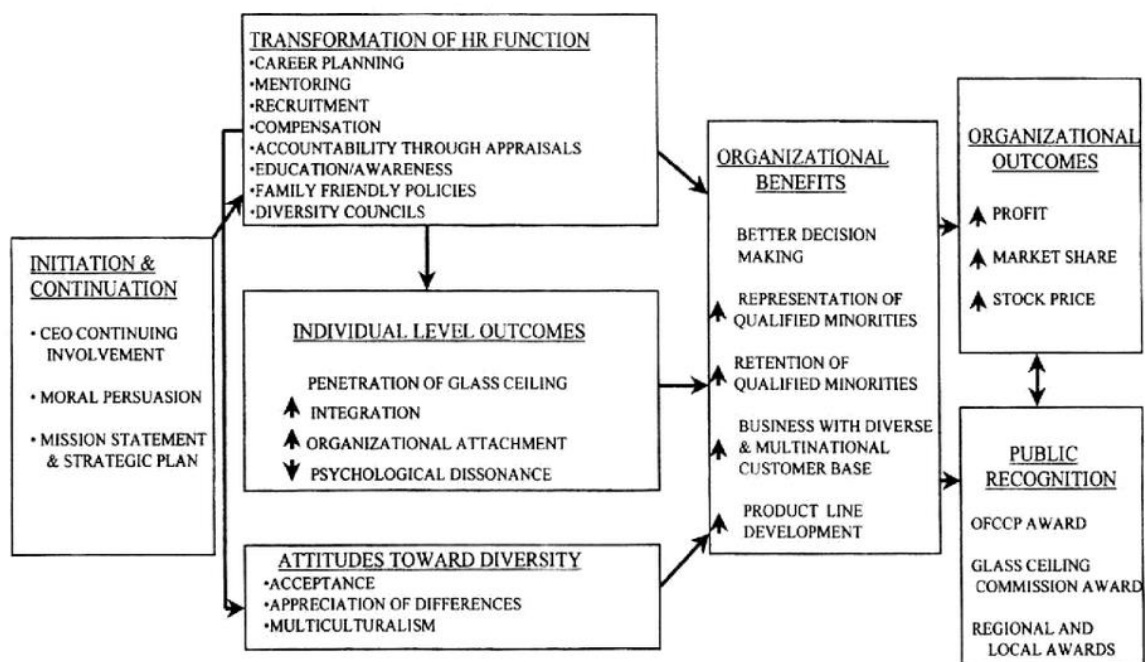 TRANSFORMATION OF HR FUNCTION
•CAREER PLANNING
•MENTORING
•RECRUITMENT
•COMPENSATION
•ACCOUNTABILITY THROUGH APPRAISALS
•EDUCATION/AWARENESS
•FAMILY FRIENDLY POLICIES
•DIVERSITY COUNCILS
INITIATION &
CONTINUATION
• CEO CONTINUING
INVOLVEMENT
• MORAL PERSUASION
• MISSION STATEMENT
& STRATEGIC PLAN
INDIVIDUAL LEVEL OUTCOMES
PENETRATION OF GLASS CEILING
INTEGRATION
ORGANIZATIONAL ATTACHMENT
PSYCHOLOGICAL DISSONANCE
ATTITUDES TOWARD DIVERSITY
•ACCEPTANCE
•APPRECIATION OF DIFFERENCES
•MULTICULTURALISM
ORGANIZATIONAL
BENEFITS
BETTER DECISION
MAKING
REPRESENTATION OF
QUALIFIED MINORITIES
RETENTION OF
QUALIFIED MINORITIES
BUSINESS WITH DIVERSE
& MULTINATIONAL
CUSTOMER BASE
PRODUCT LINE
DEVELOPMENT
ORGANIZATIONAL
OUTCOMES
PROFIT
MARKET SHARE
STOCK PRICE
PUBLIC
RECOGNITION
OFCCP AWARD
GLASS CEILING
COMMISSION AWARD
REGIONAL AND
LOCAL AWARDS